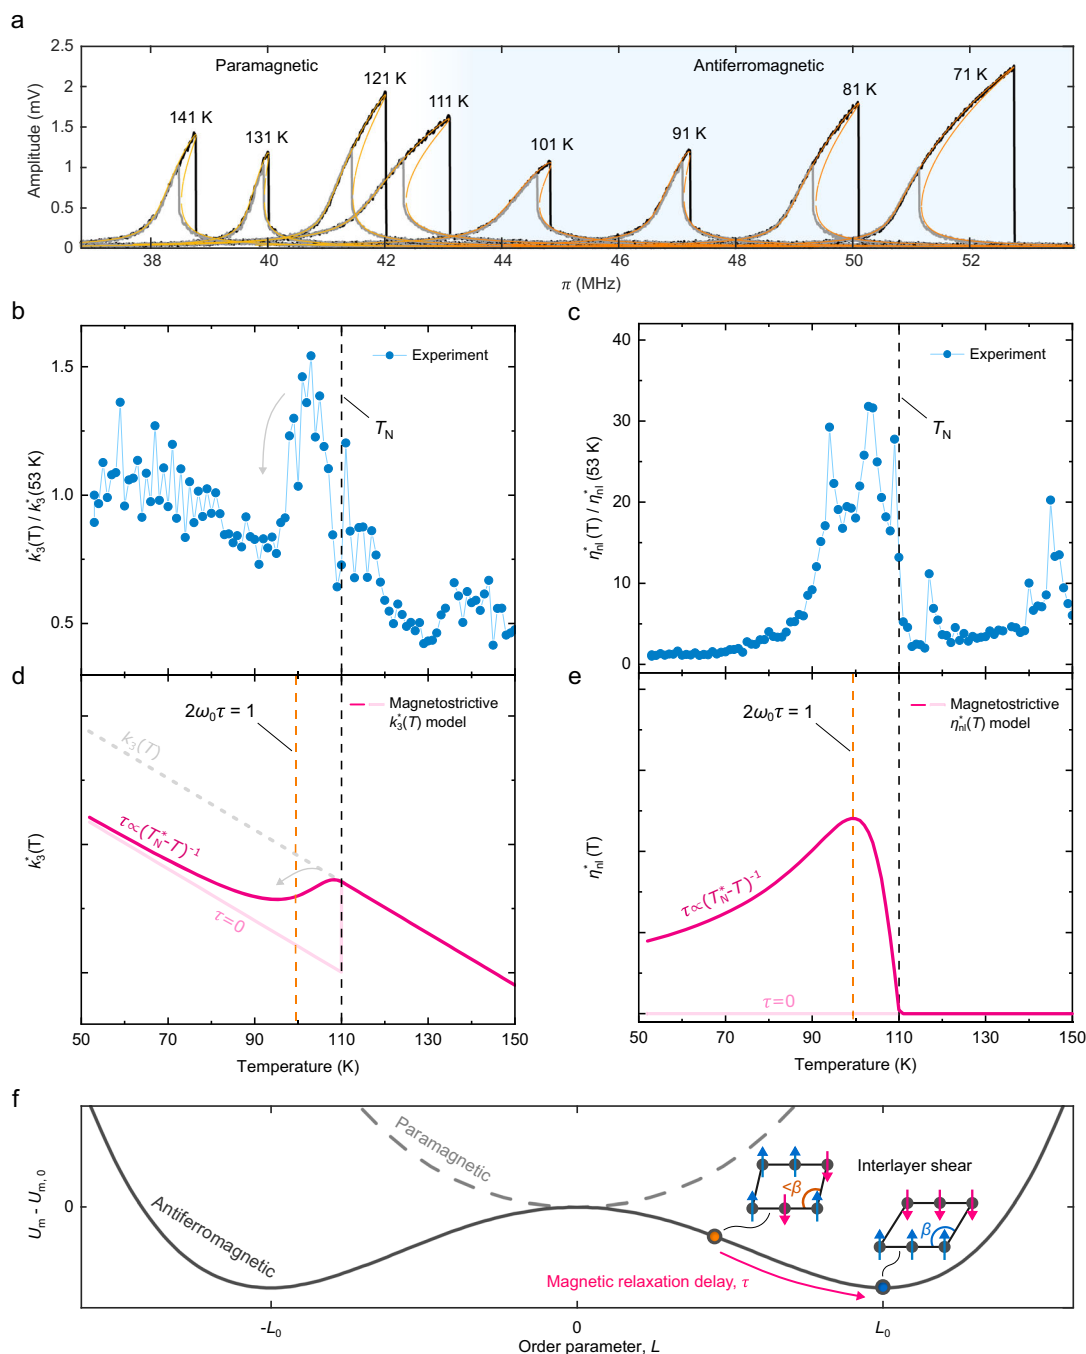 a
Paramagnetic
Antiferromagnetic
141 K
131 K
121 K
111 K
101 K
91 K
81 K
71 K
Amplitude (mV)
2.5
2
1.5
1
0.5
0
38
40
42
44
46
48
50
52
π (MHz)
b
Experiment
T_N
k*_3(T) / k*_3(53 K)
1.5
1.0
0.5
c
Experiment
T_N
η*_nl(T) / η*_nl(53 K)
40
30
20
10
0
d
2ω₀τ = 1
Magnetostrictive
k*_3(T) model
k_3(T)
τ∝(T*_N-T)⁻¹
τ=0
k*_3(T)
50
70
90
110
130
150
Temperature (K)
e
2ω₀τ = 1
Magnetostrictive
η*_nl(T) model
τ∝(T*_N-T)⁻¹
τ=0
η*_nl(T)
50
70
90
110
130
150
Temperature (K)
f
Paramagnetic
Antiferromagnetic
Interlayer shear
<β
β
Magnetic relaxation delay, τ
U_m - U_m,0
0
-L₀
0
L₀
Order parameter, L